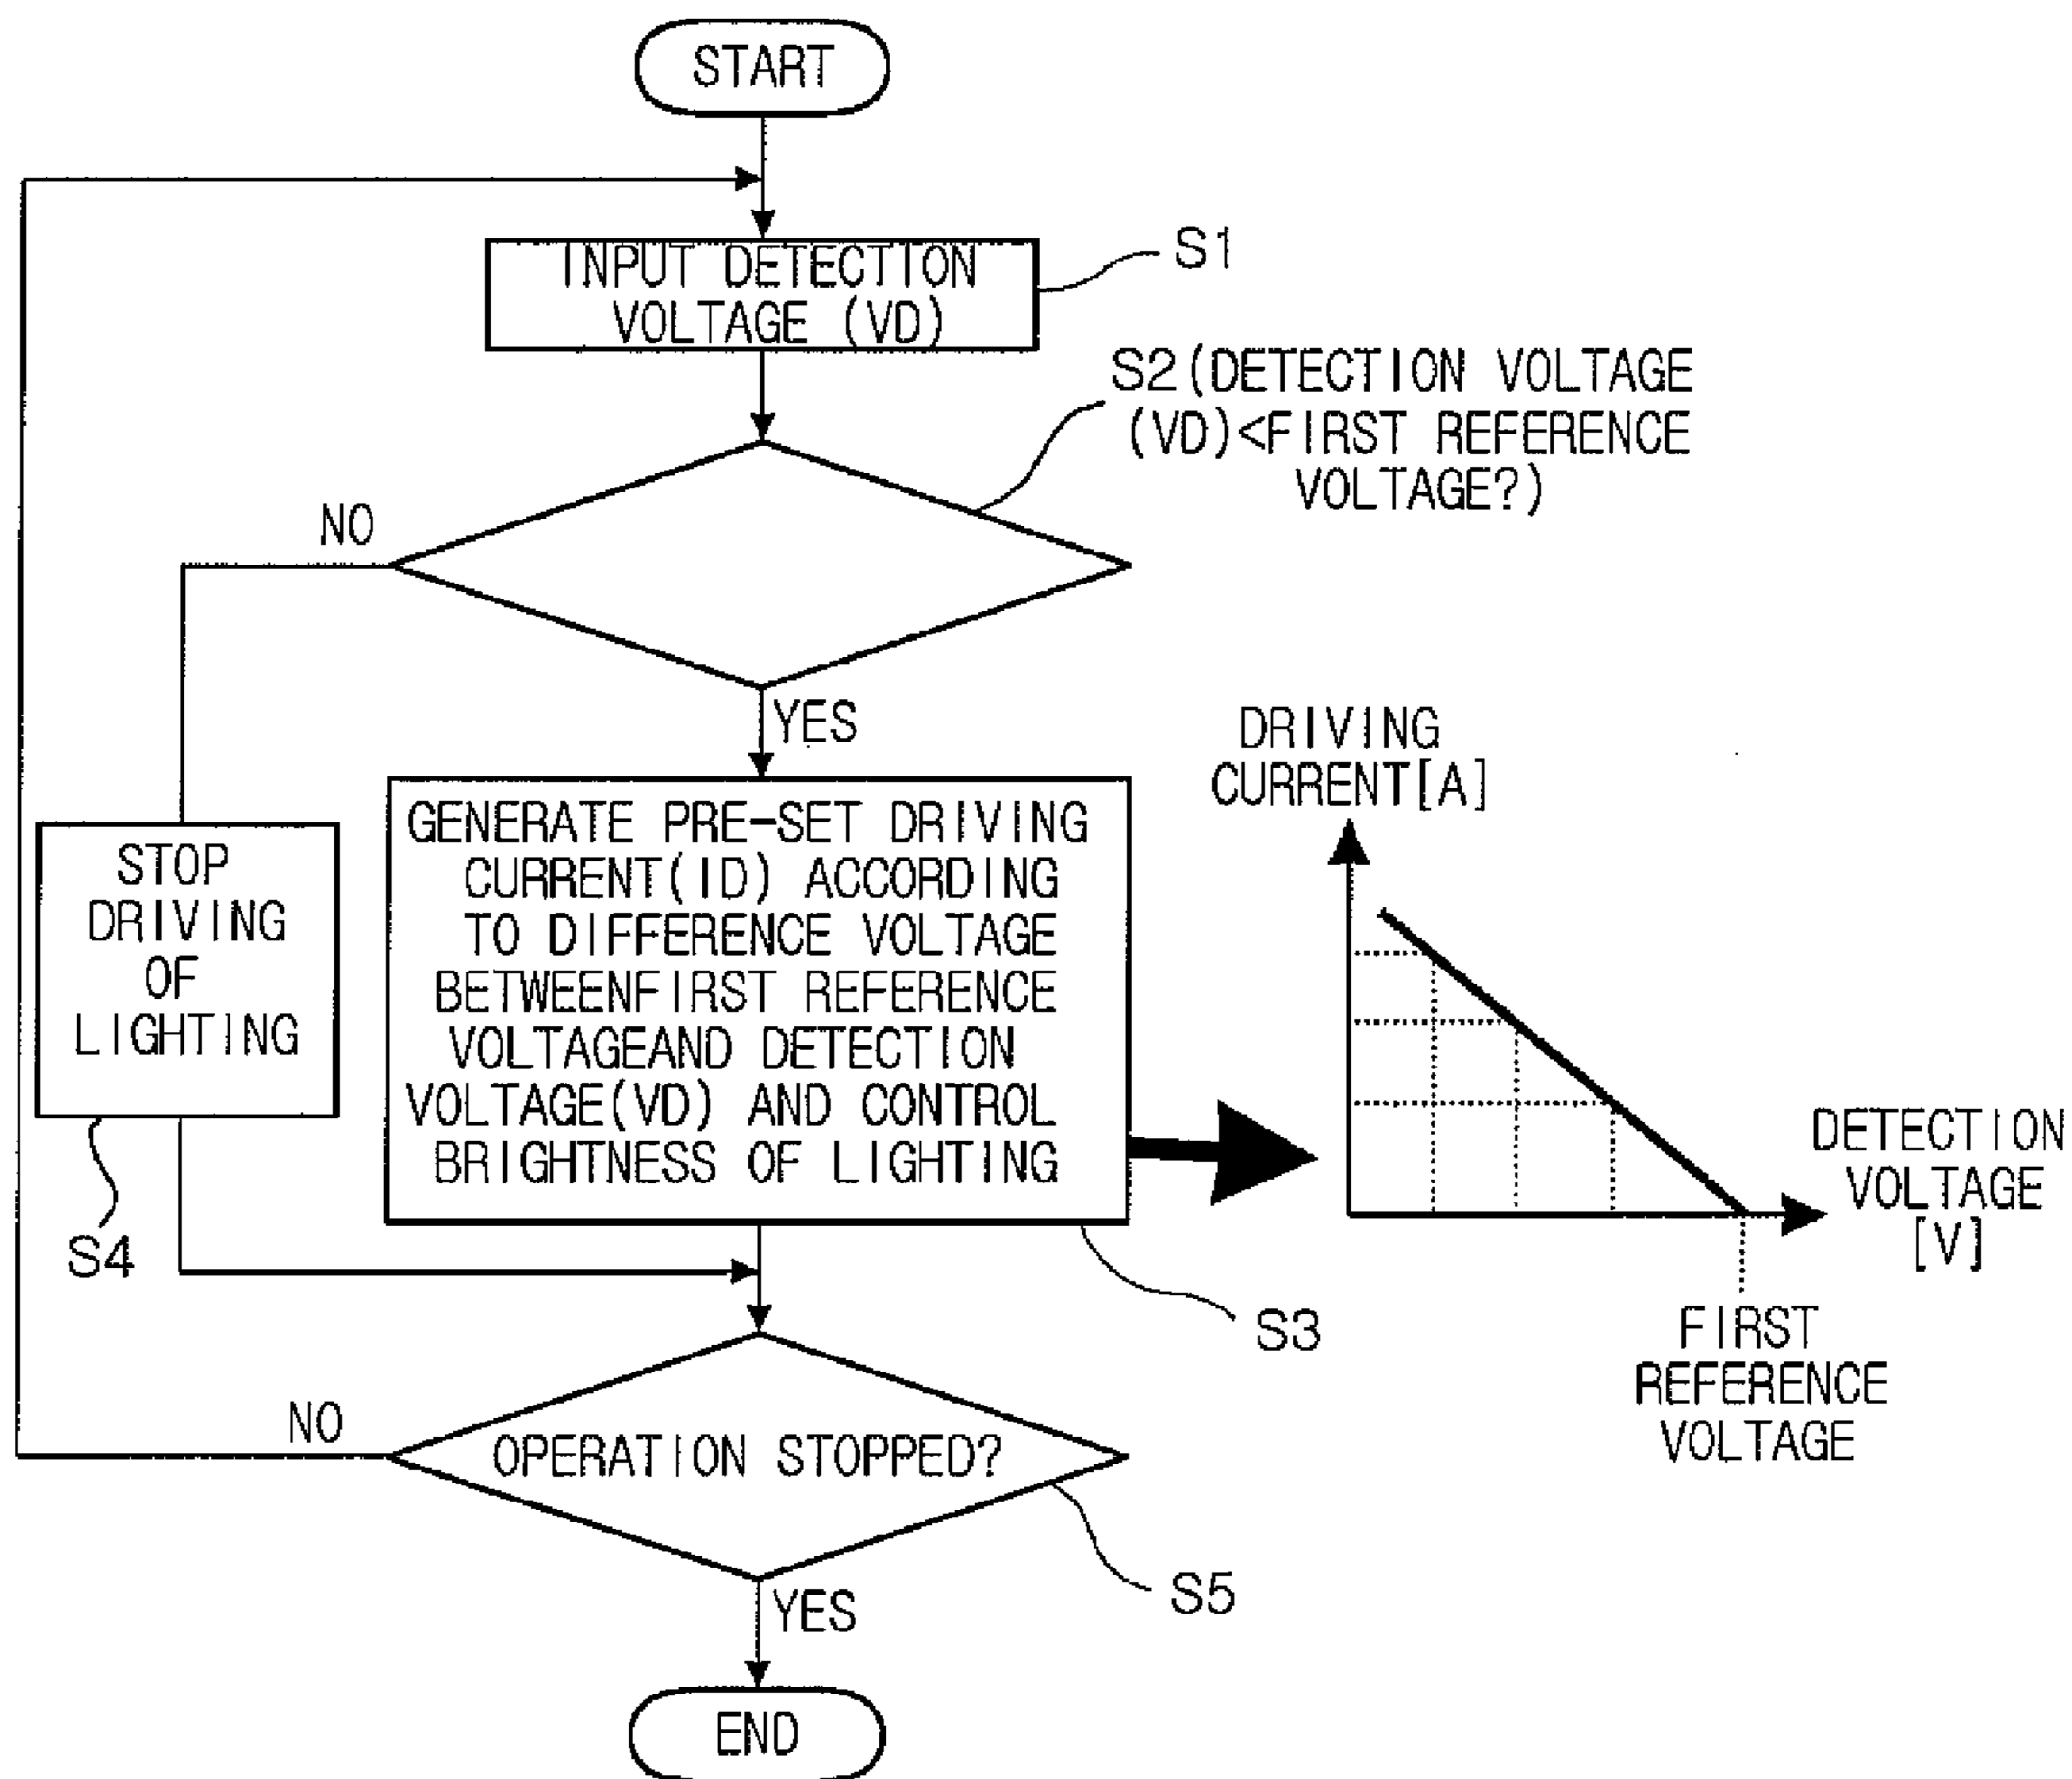 START
INPUT DETECTION
VOLTAGE (VD)
S1
S2(DETECTION VOLTAGE
(VD)<FIRST REFERENCE
VOLTAGE?)
NO
YES
STOP
DRIVING
OF
LIGHTING
S4
GENERATE PRE-SET DRIVING
CURRENT(ID) ACCORDING
TO DIFFERENCE VOLTAGE
BETWEENFIRST REFERENCE
VOLTAGEAND DETECTION
VOLTAGE(VD) AND CONTROL
BRIGHTNESS OF LIGHTING
S3
DRIVING
CURRENT[A]
DETECTION
VOLTAGE
[V]
FIRST
REFERENCE
VOLTAGE
NO
OPERATION STOPPED?
S5
YES
END